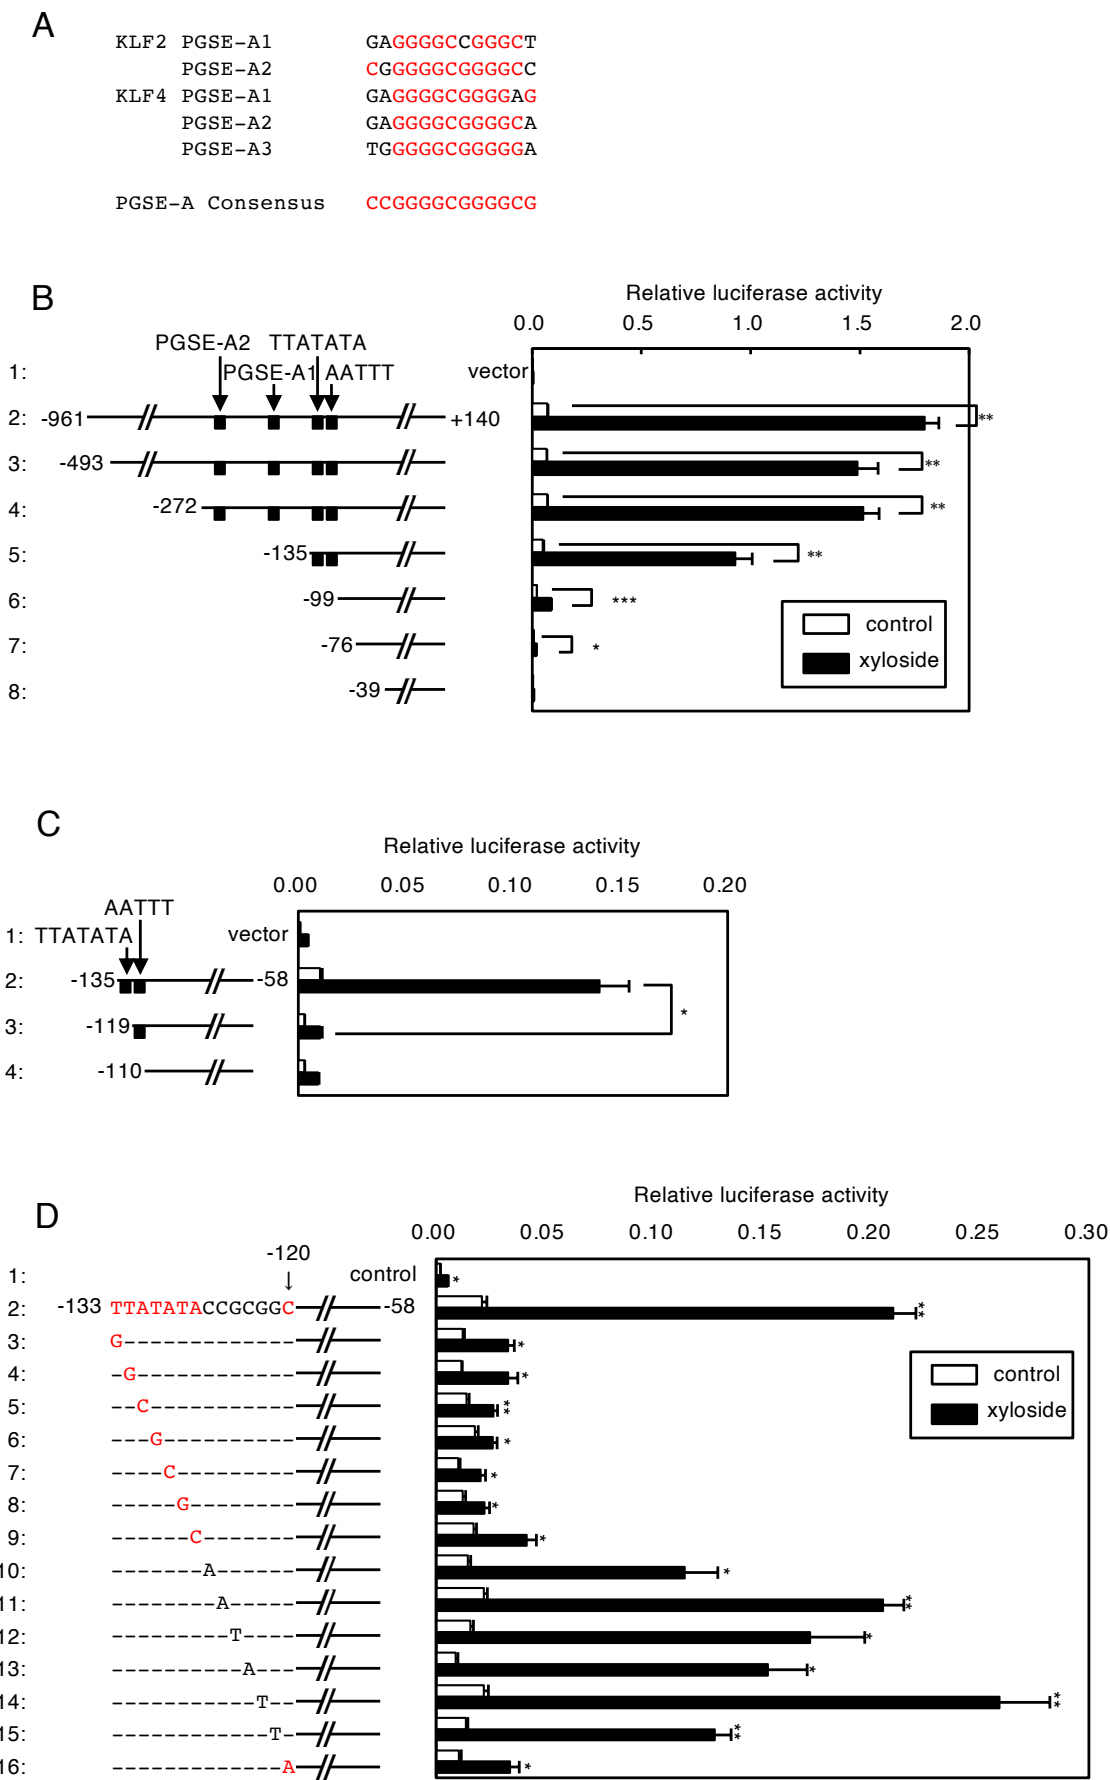 A
KLF2 PGSE-A1 GAGGGGCCGGGCT
PGSE-A2 CGGGGGCGGGGCC
KLF4 PGSE-A1 GAGGGGCGGGGAG
PGSE-A2 GAGGGGCGGGGCA
PGSE-A3 TGGGGGCGGGGGA
PGSE-A Consensus CCGGGGCGGGGCG
B
Relative luciferase activity
0.0 0.5 1.0 1.5 2.0
PGSE-A2 TTATATA
1: PGSE-A1 AATTT vector
2: -961 +140 **
3: -493 **
4: -272 **
5: -135 **
6: -99 ***
control
7: -76 *
xyloside
8: -39
C
Relative luciferase activity
0.00 0.05 0.10 0.15 0.20
AATTT
1: TTATATA vector
2: -135 -58
*
3: -119
4: -110
D
Relative luciferase activity
0.00 0.05 0.10 0.15 0.20 0.25 0.30
-120
1: ↓ control *
2: -133 TTATATACCGCGGC -58 **
3: G------------- *
4: -G------------ *
control
5: --C----------- **
xyloside
6: ---G---------- *
7: ----C--------- *
8: -----G-------- *
9: ------C------- *
10: -------A------ *
11: --------A----- **
12: ---------T---- *
13: ----------A--- *
14: -----------T-- **
15: ------------T- **
16: -------------A *